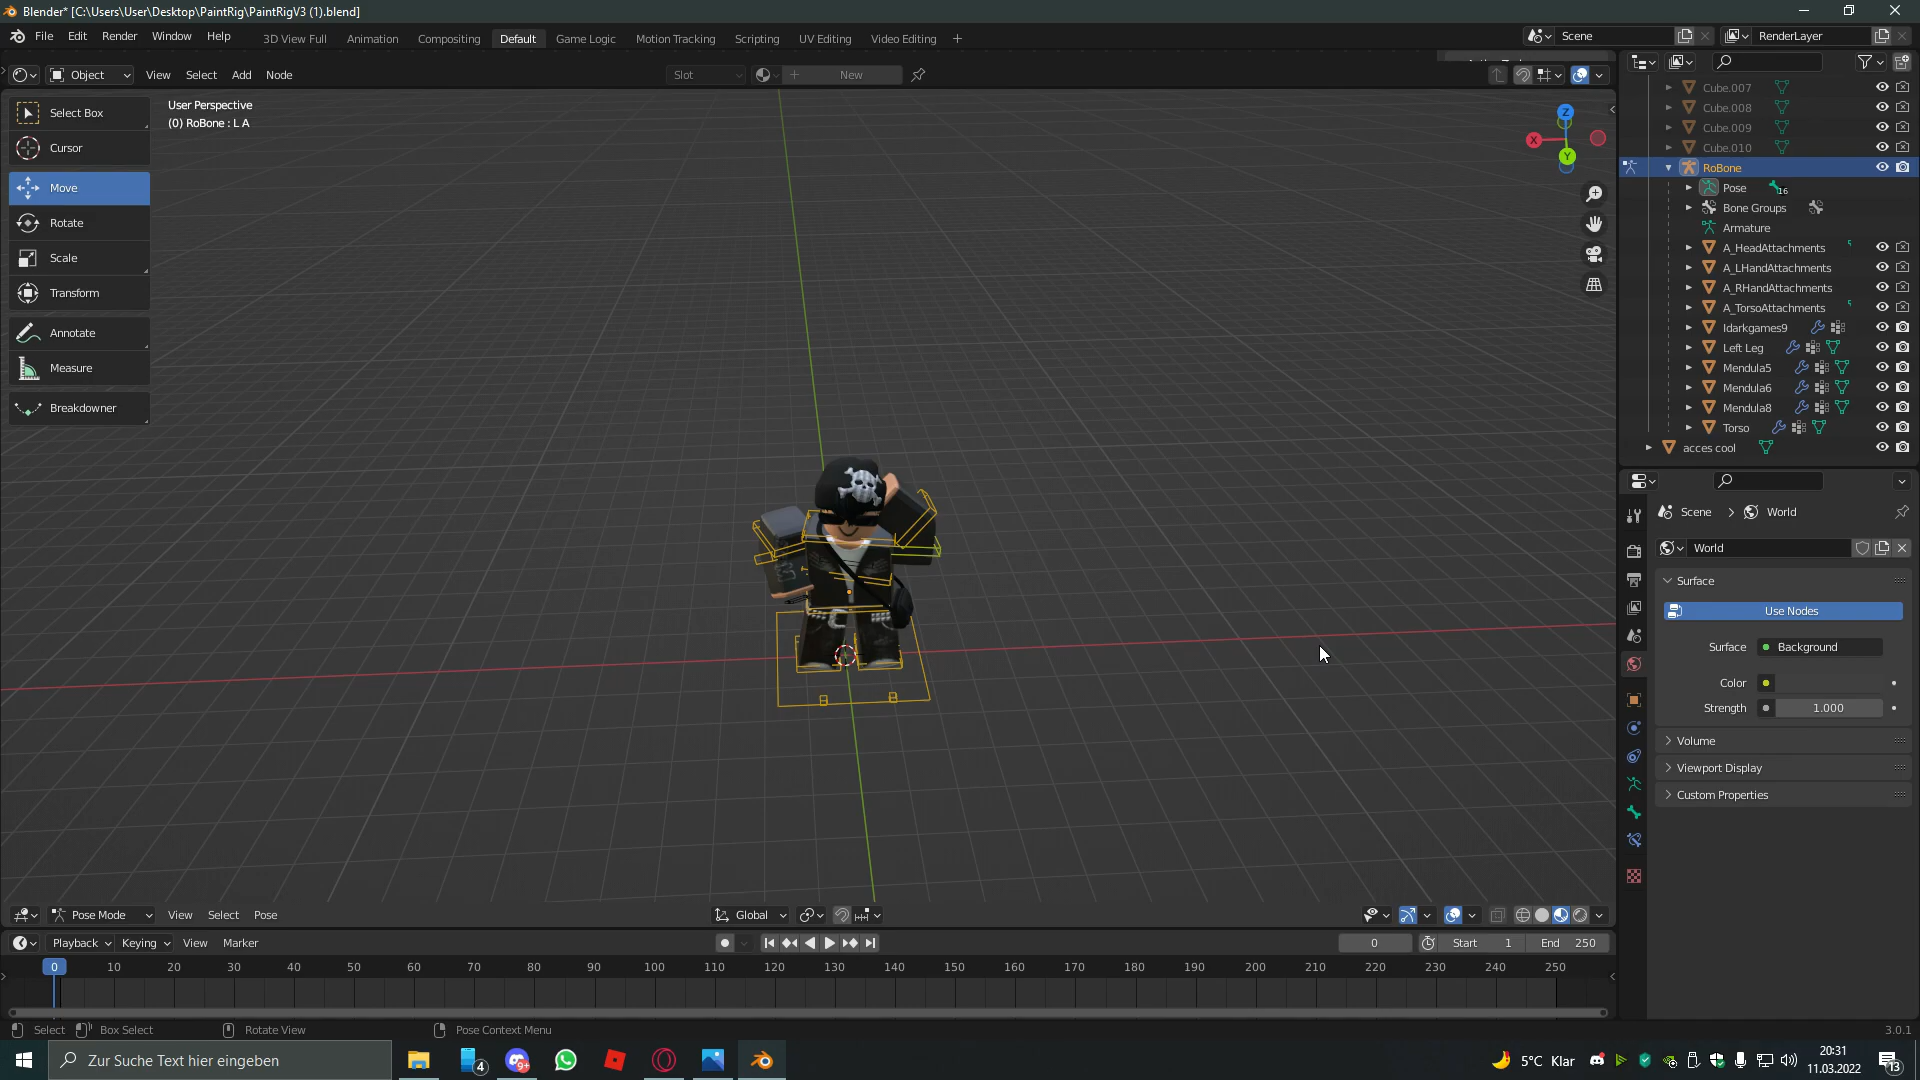 Blender* [C:\Users\User\Desktop\PaintRig\PaintRigV3 (1).blend]
File Edit Render Window Help
3D View Full Animation Compositing Default Game Logic Motion Tracking Scripting UV Editing Video Editing +
Scene
RenderLayer
Object View Select Add Node
Slot
New
Select Box
Cursor
Move
Rotate
Scale
Transform
Annotate
Measure
Breakdowner
User Perspective
(0) RoBone : L A
Z
X
Y
Cube.007
Cube.008
Cube.009
Cube.010
RoBone
Pose 16
Bone Groups
Armature
A_HeadAttachments
A_LHandAttachments
A_RHandAttachments
A_TorsoAttachments
Idarkgames9
Left Leg
Mendula5
Mendula6
Mendula8
Torso
acces cool
Scene > World
World
Surface
Use Nodes
Surface Background
Color
Strength 1.000
Volume
Viewport Display
Custom Properties
Pose Mode View Select Pose
Global
Playback Keying View Marker
0 Start 1 End 250
0 10 20 30 40 50 60 70 80 90 100 110 120 130 140 150 160 170 180 190 200 210 220 230 240 250
Select Box Select Rotate View Pose Context Menu
3.0.1
Zur Suche Text hier eingeben
4
9+
5°C Klar
20:31
11.03.2022
13